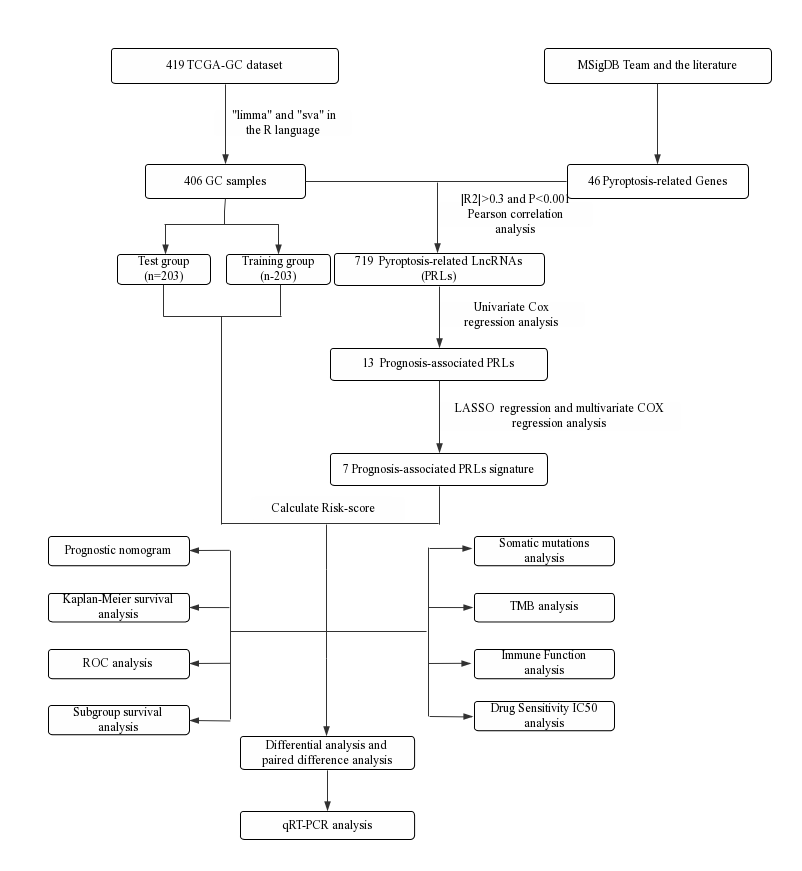 419 TCGA-GC dataset
MSigDB Team and the literature
"limma" and "sva" in
the R language
406 GC samples
46 Pyroptosis-related Genes
|R2|>0.3 and P<0.001
Pearson correlation
analysis
Test group
(n=203)
Training group
(n-203)
719 Pyroptosis-related LncRNAs
(PRLs)
Univariate Cox
regression analysis
13 Prognosis-associated PRLs
LASSO regression and multivariate COX
regression analysis
7 Prognosis-associated PRLs signature
Calculate Risk-score
Prognostic nomogram
Kaplan-Meier survival
analysis
ROC analysis
Subgroup survival
analysis
Somatic mutations
analysis
TMB analysis
Immune Function
analysis
Drug Sensitivity IC50
analysis
Differential analysis and
paired difference analysis
qRT-PCR analysis